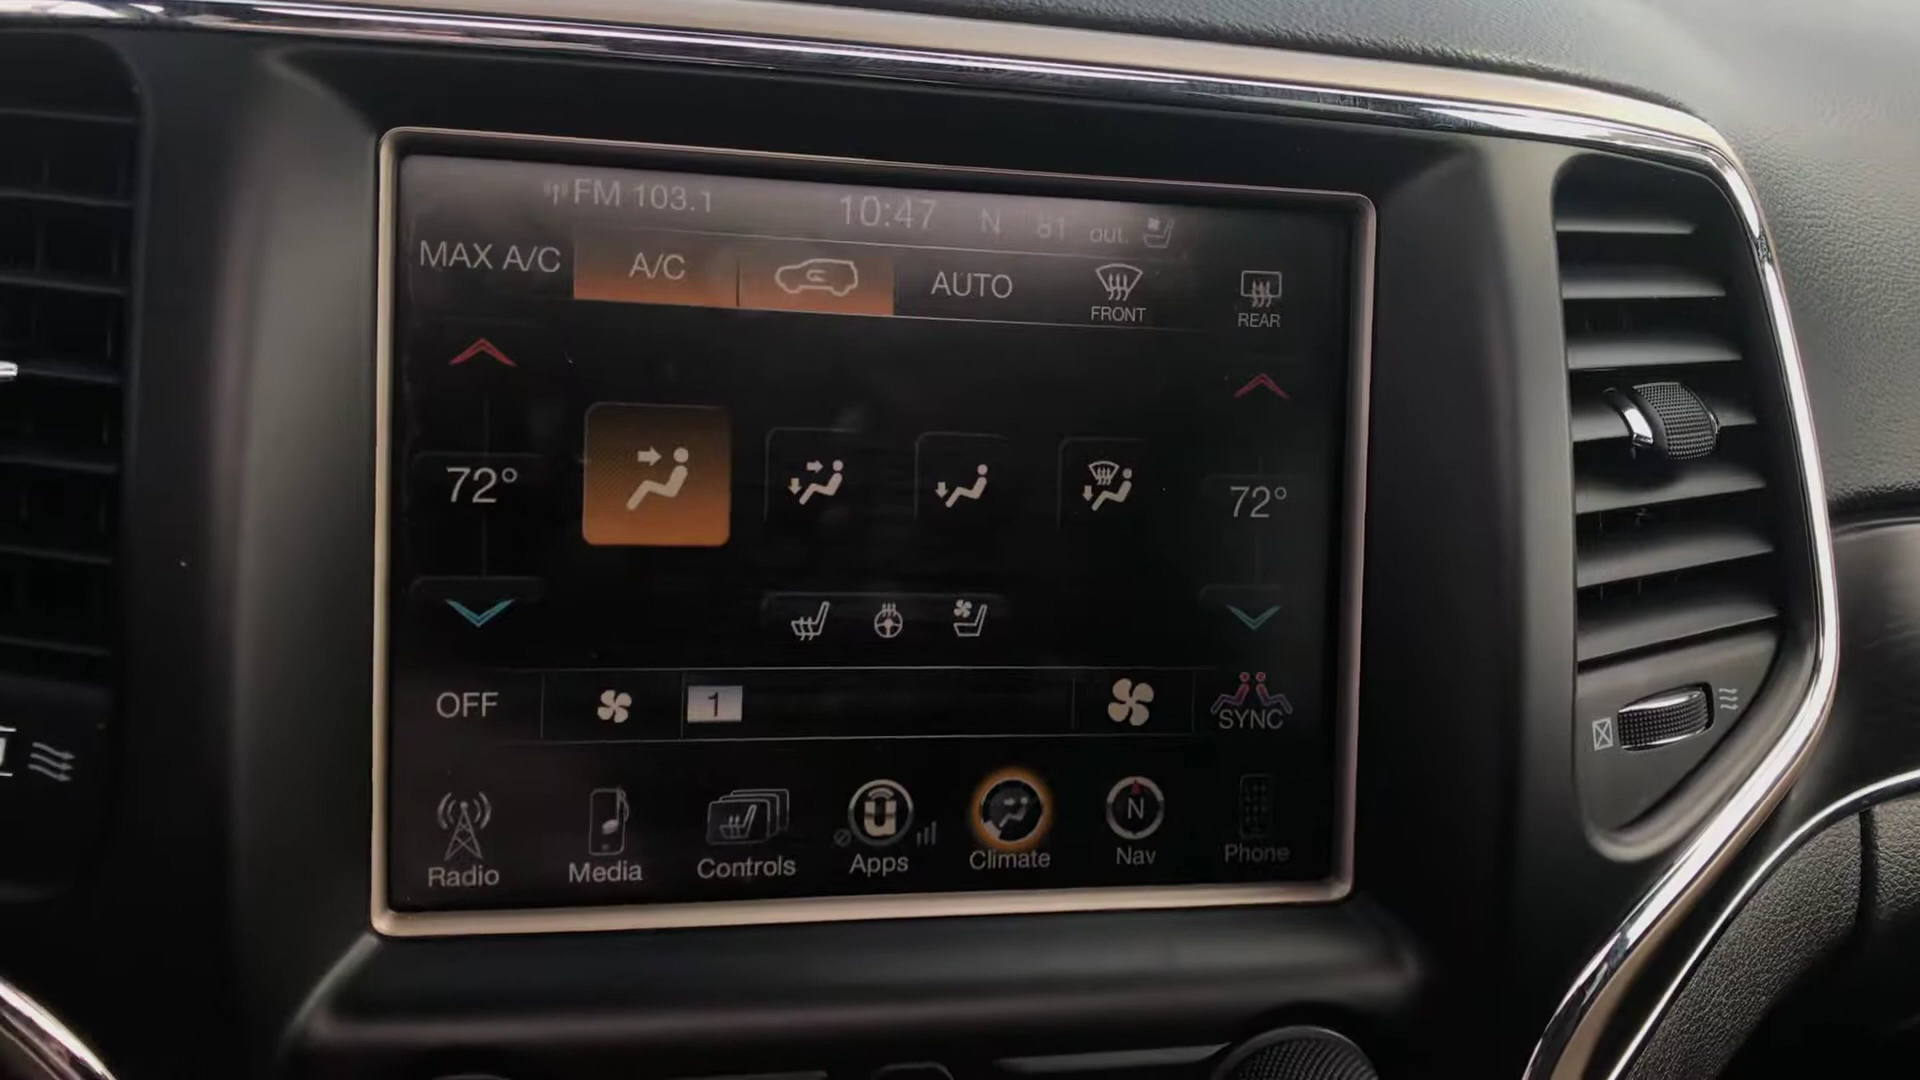 FM 103.1 10:47 N 81 out.
MAX A/C A/C AUTO FRONT REAR
72° 72°
OFF 1 SYNC
Radio Media Controls Apps Climate N Nav Phone